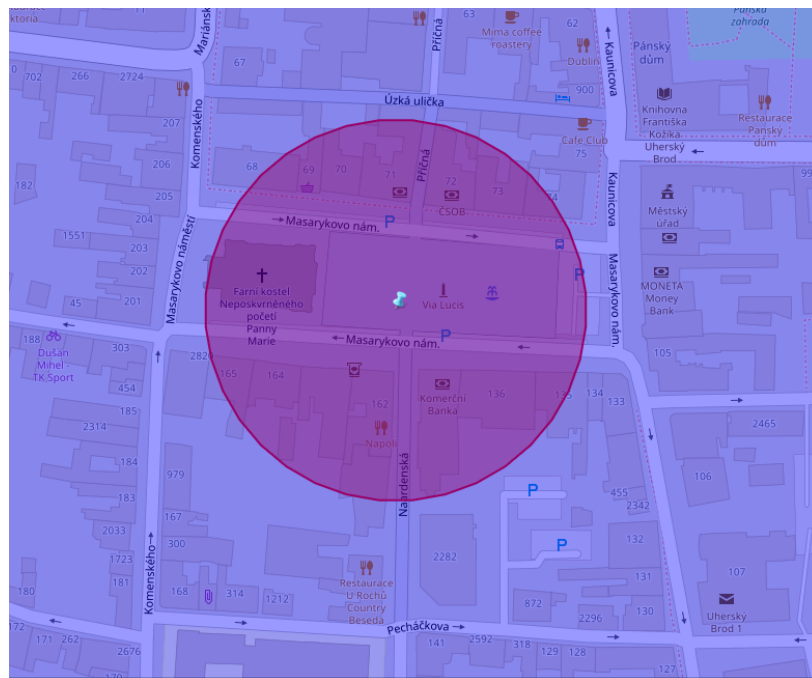 Mariáns
Příčná
63
Mima coffee
roastery
62
Dublin
Kaunicova
Pánský
dům
Panská
zahrada
67
702
266
2724
900
Úzká ulička
Knihovna
Františka
Kožíka
Uherský
Brod
Restaurace
Panský
dům
207
Komenského
206
205
204
182
1551
203
202
45
201
68
69
70
71
Příčná
72
73
74
75
Cafe Club
Kaunicova
ČSOB
Městský
úřad
P
Masarykovo nám.
Masarykovo náměstí
Farní kostel
Neposkvrněného
početí
Panny
Marie
Via Lucis
P
MONETA
Money
Bank
Masarykovo nám.
P
Masarykovo nám.
188
Dušan
Mihel -
TK Sport
303
2820
454
165
164
162
Komerční
Banka
136
135
134
133
105
185
2314
184
183
Napoli
Naardenská
2465
106
979
167
300
2033
1723
181
180
Komenského
P
455
2342
P
132
131
130
107
Uherský
Brod 1
168
314
1212
Restaurace
U Rochů
Country
Beseda
2282
872
2296
172
171
262
2676
Pecháčkova
141
2592
318
129
128
127